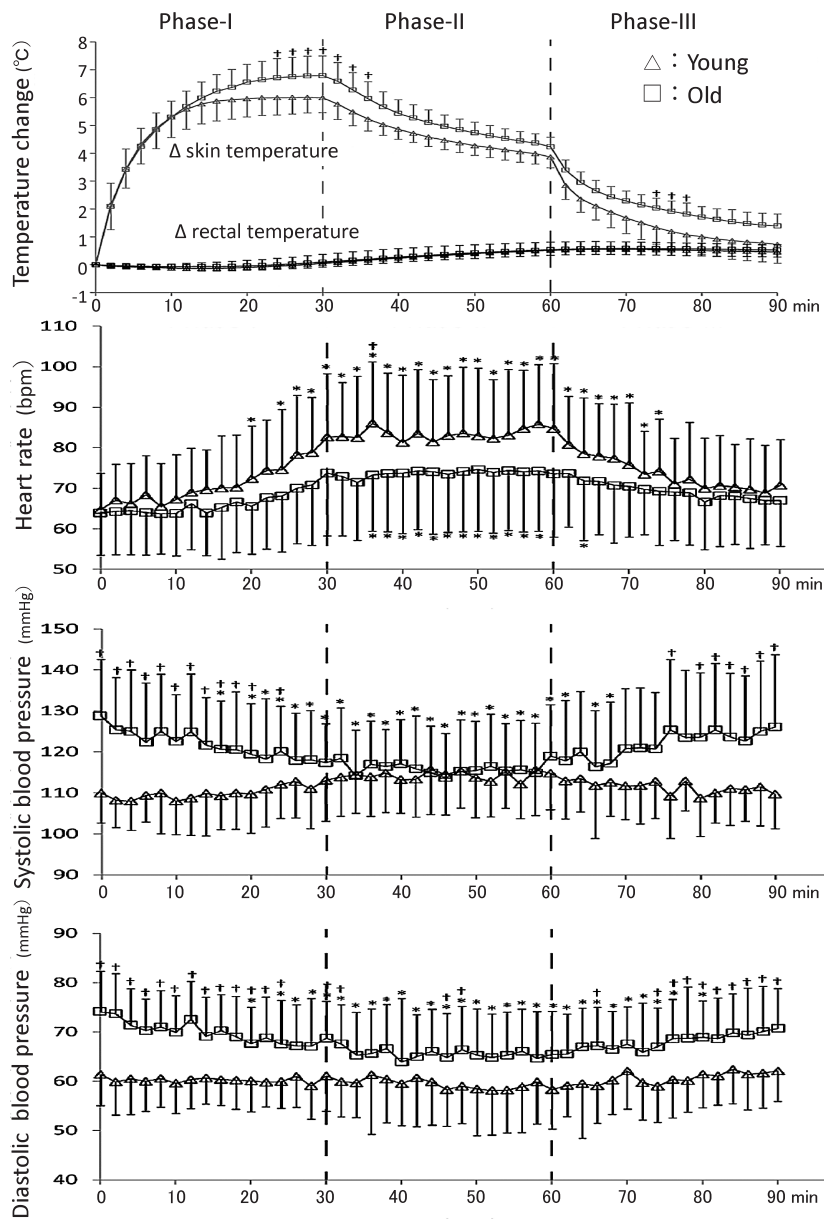 Phase-I Phase-II Phase-III
Temperature change (℃)
8
7
6
5
4
3
2
1
0
-1
△ : Young
□ : Old
Δ skin temperature
Δ rectal temperature
0 10 20 30 40 50 60 70 80 90 min
Heart rate (bpm)
110
100
90
80
70
60
50
0 10 20 30 40 50 60 70 80 90 min
Systolic blood pressure (mmHg)
150
140
130
120
110
100
90
0 10 20 30 40 50 60 70 80 90 min
Diastolic blood pressure (mmHg)
90
80
70
60
50
40
0 10 20 30 40 50 60 70 80 90 min